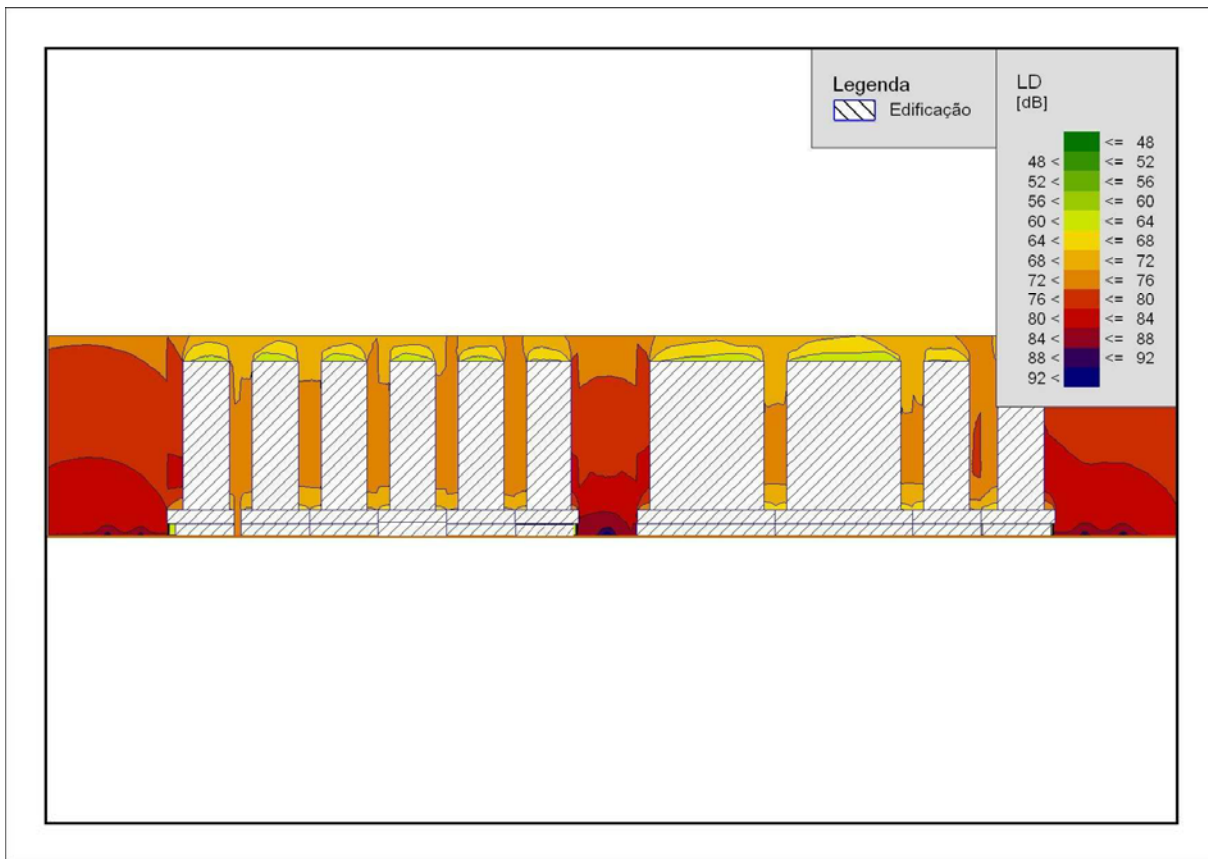 Legenda
Edificação
LD
[dB]
<= 48
48 < <= 52
52 < <= 56
56 < <= 60
60 < <= 64
64 < <= 68
68 < <= 72
72 < <= 76
76 < <= 80
80 < <= 84
84 < <= 88
88 < <= 92
92 <